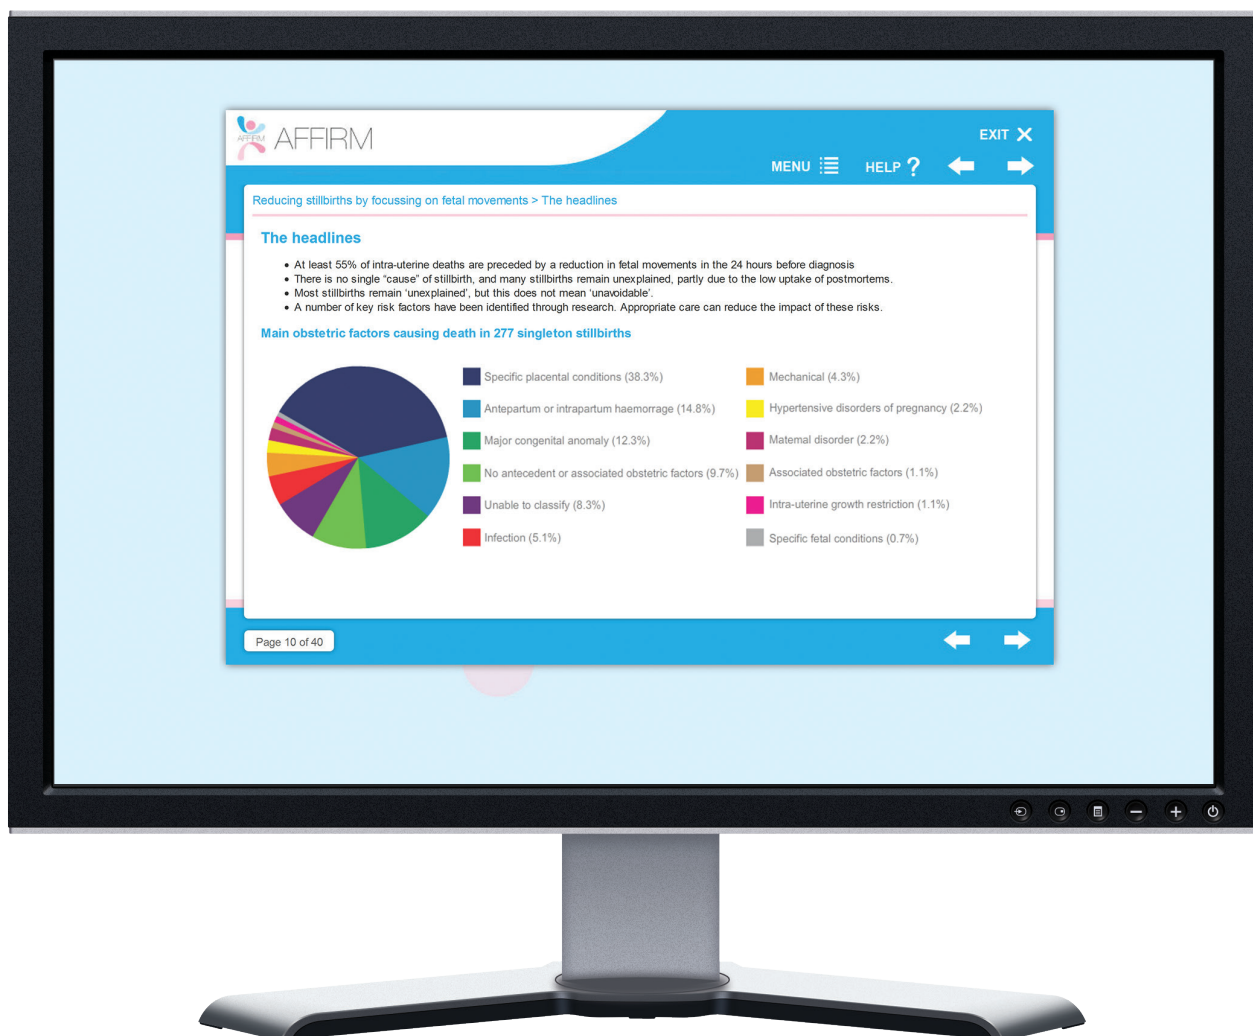 AFFIRM
AFFIRM
EXIT
MENU
HELP ?
Reducing stillbirths by focussing on fetal movements > The headlines
The headlines
• At least 55% of intra-uterine deaths are preceded by a reduction in fetal movements in the 24 hours before diagnosis
• There is no single “cause” of stillbirth, and many stillbirths remain unexplained, partly due to the low uptake of postmortems.
• Most stillbirths remain ‘unexplained’, but this does not mean ‘unavoidable’.
• A number of key risk factors have been identified through research. Appropriate care can reduce the impact of these risks.
Main obstetric factors causing death in 277 singleton stillbirths
Specific placental conditions (38.3%)
Antepartum or intrapartum haemorrage (14.8%)
Major congenital anomaly (12.3%)
No antecedent or associated obstetric factors (9.7%)
Unable to classify (8.3%)
Infection (5.1%)
Mechanical (4.3%)
Hypertensive disorders of pregnancy (2.2%)
Maternal disorder (2.2%)
Associated obstetric factors (1.1%)
Intra-uterine growth restriction (1.1%)
Specific fetal conditions (0.7%)
Page 10 of 40